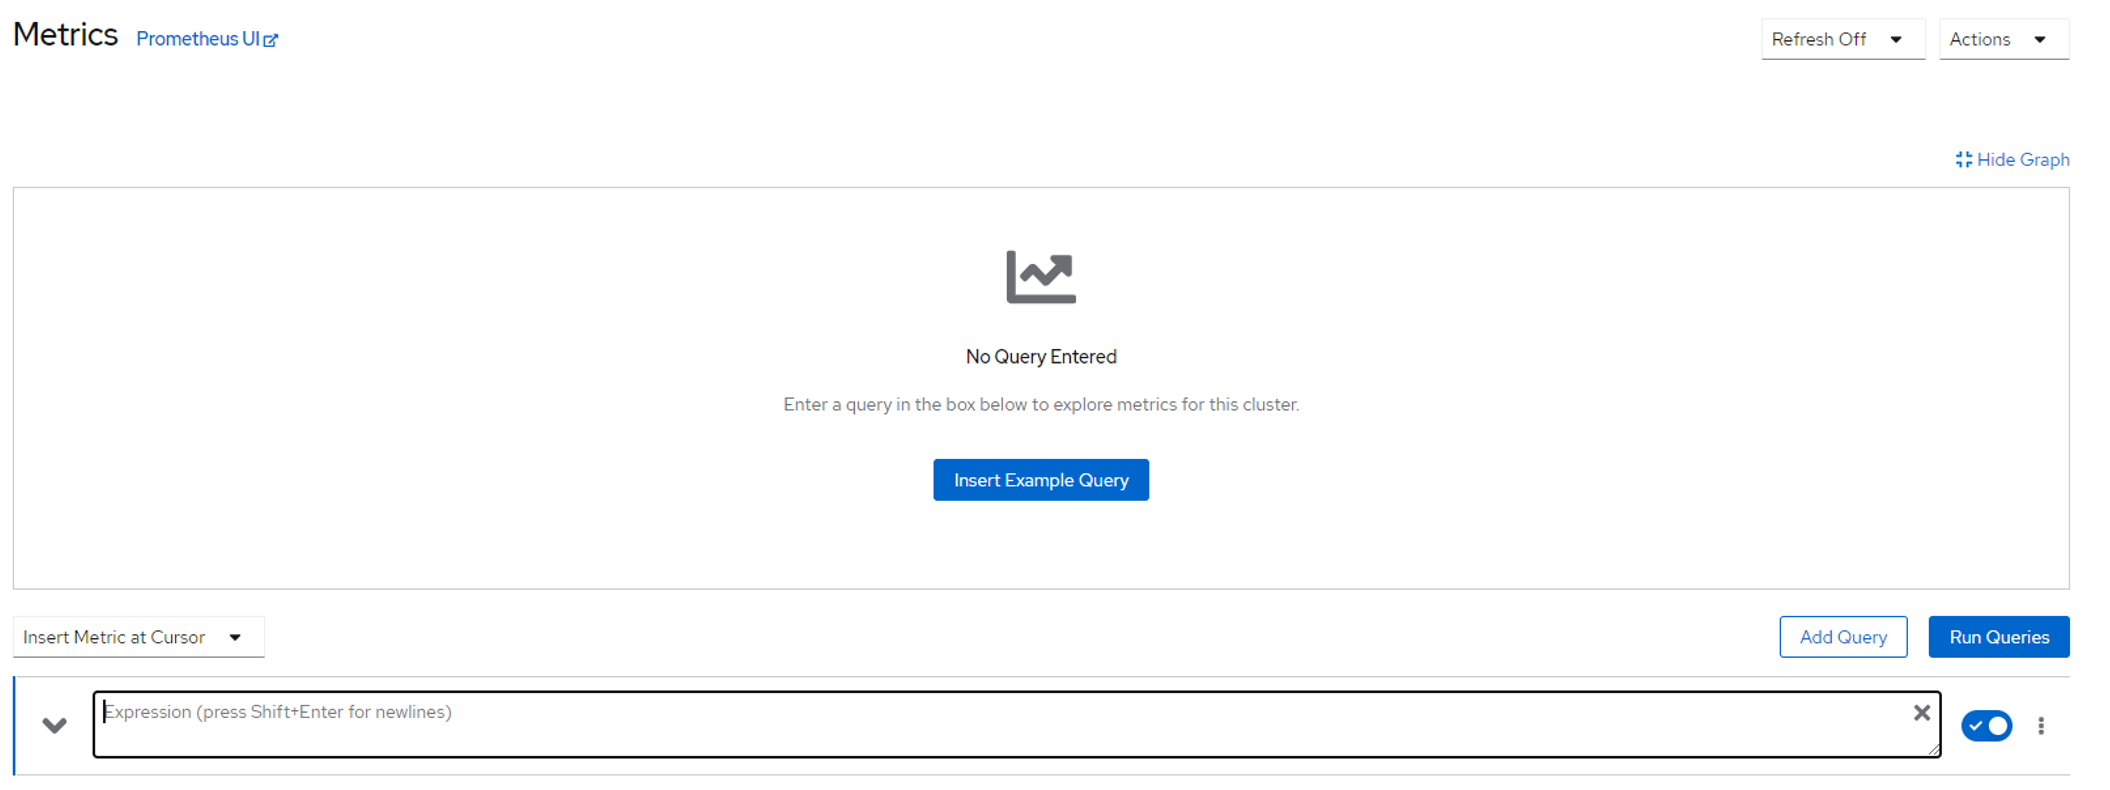 Metrics Prometheus UI
Refresh Off
Actions
Hide Graph
No Query Entered
Enter a query in the box below to explore metrics for this cluster.
Insert Example Query
Insert Metric at Cursor
Add Query
Run Queries
Expression (press Shift+Enter for newlines)